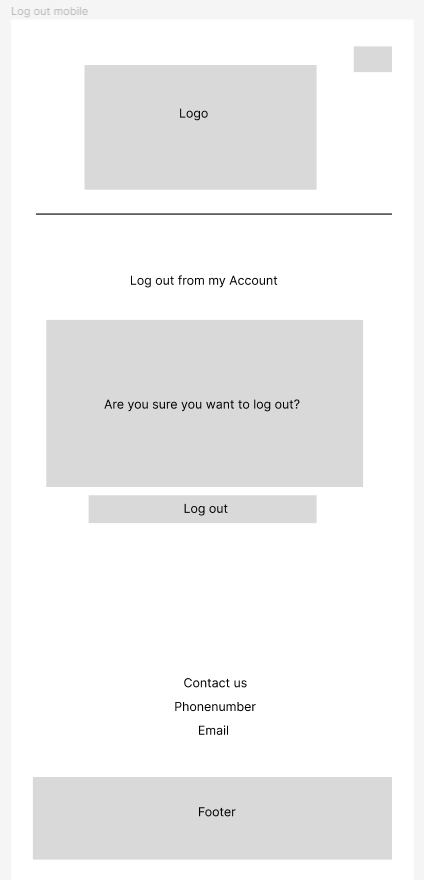 Log out mobile
Logo
Log out from my Account
Are you sure you want to log out?
Log out
Contact us
Phonenumber
Email
Footer